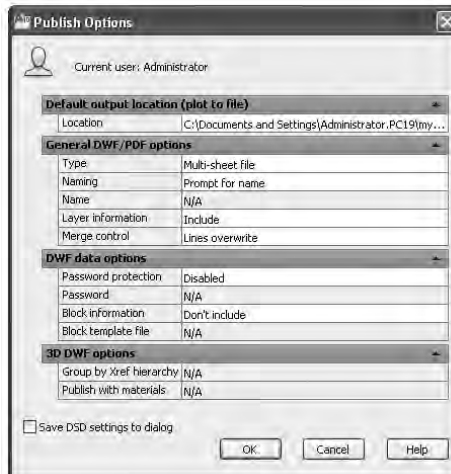 Publish Options
Current user: Administrator
Default output location (plot to file)
Location C:\Documents and Settings\Administrator.PC19\my...
General DWF/PDF options
Type Multi-sheet file
Naming Prompt for name
Name N/A
Layer information Include
Merge control Lines overwrite
DWF data options
Password protection Disabled
Password N/A
Block information Don't include
Block template file N/A
3D DWF options
Group by Xref hierarchy N/A
Publish with materials N/A
Save DSD settings to dialog
OK Cancel Help